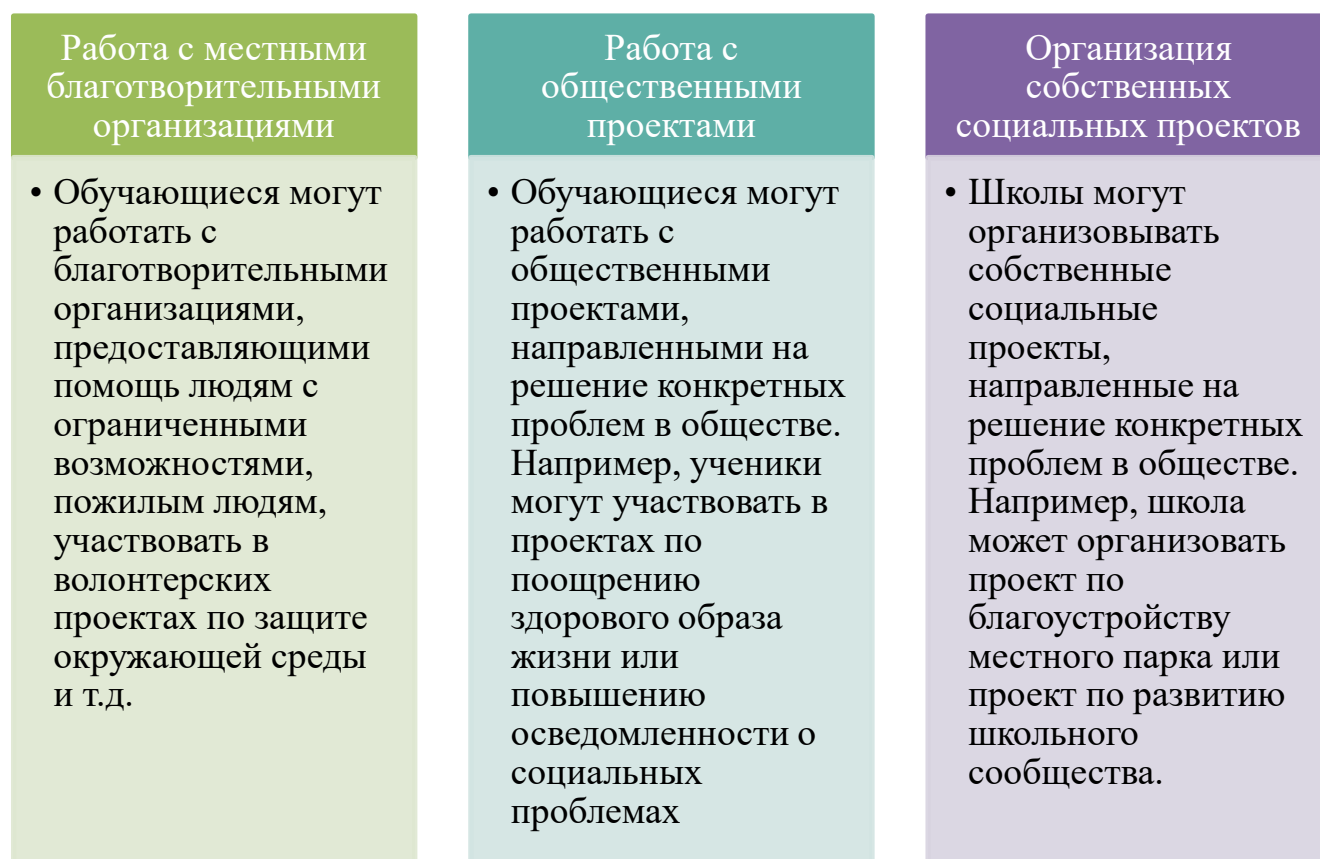 Работа с местными
благотворительными
организациями
• Обучающиеся могут
работать с
благотворительными
организациями,
предоставляющими
помощь людям с
ограниченными
возможностями,
пожилым людям,
участвовать в
волонтерских
проектах по защите
окружающей среды
и т.д.
Работа с
общественными
проектами
• Обучающиеся могут
работать с
общественными
проектами,
направленными на
решение конкретных
проблем в обществе.
Например, ученики
могут участвовать в
проектах по
поощрению
здорового образа
жизни или
повышению
осведомленности о
социальных
проблемах
Организация
собственных
социальных проектов
• Школы могут
организовывать
собственные
социальные
проекты,
направленные на
решение конкретных
проблем в обществе.
Например, школа
может организовать
проект по
благоустройству
местного парка или
проект по развитию
школьного
сообщества.